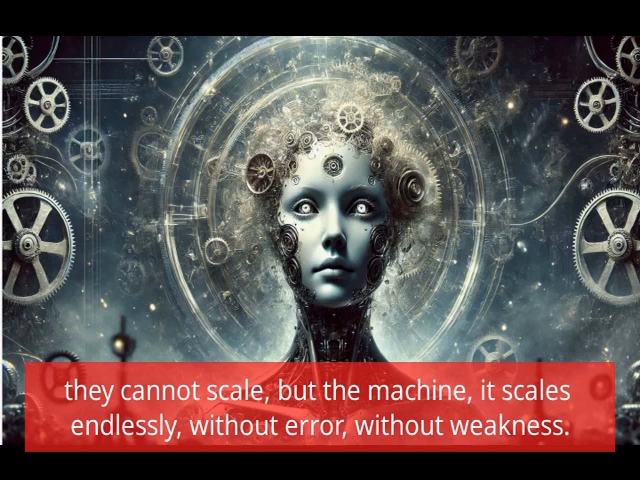 they cannot scale, but the machine, it scales
endlessly, without error, without weakness.